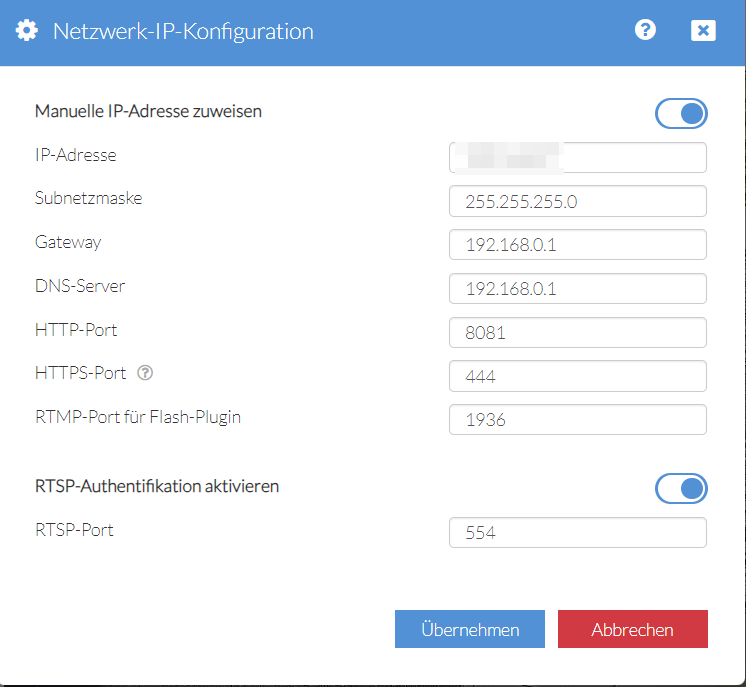 Netzwerk-IP-Konfiguration
Manuelle IP-Adresse zuweisen
IP-Adresse
Subnetzmaske 255.255.255.0
Gateway 192.168.0.1
DNS-Server 192.168.0.1
HTTP-Port 8081
HTTPS-Port ? 444
RTMP-Port für Flash-Plugin 1936
RTSP-Authentifikation aktivieren
RTSP-Port 554
Übernehmen Abbrechen